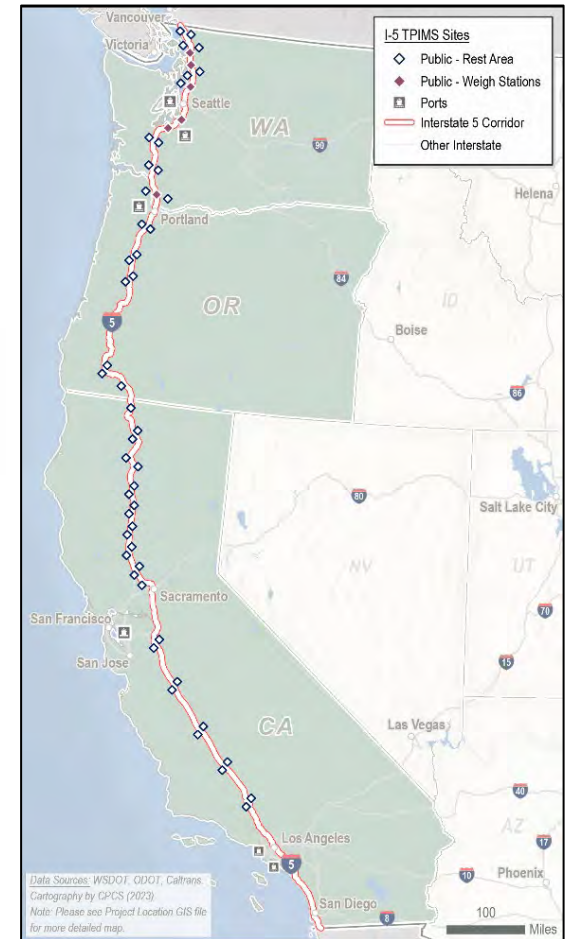 Vancouver
Victoria
I-5 TPIMS Sites
Public - Rest Area
Public - Weigh Stations
Ports
Interstate 5 Corridor
Other Interstate
Seattle
WA
90
Helena
Portland
84
OR
ID
5
Boise
86
80
Salt Lake City
NV
UT
Sacramento
San Francisco
70
San Jose
15
CA
Las Vegas
40
AZ
Los Angeles
17
5
10
Phoenix
Data Sources: WSDOT, ODOT, Caltrans.
Cartography by CPCS (2023)
Note: Please see Project Location GIS file
for more detailed map.
San Diego
8
100
Miles